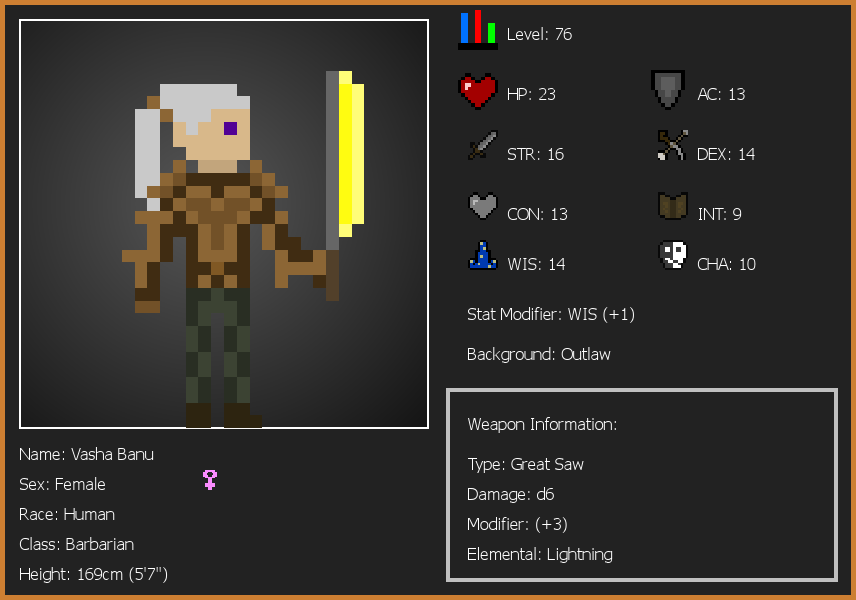 Level: 76
HP: 23
AC: 13
STR: 16
DEX: 14
CON: 13
INT: 9
WIS: 14
CHA: 10
Stat Modifier: WIS (+1)
Background: Outlaw
Weapon Information:
Type: Great Saw
Damage: d6
Modifier: (+3)
Elemental: Lightning
Name: Vasha Banu
Sex: Female
Race: Human
Class: Barbarian
Height: 169cm (5'7")